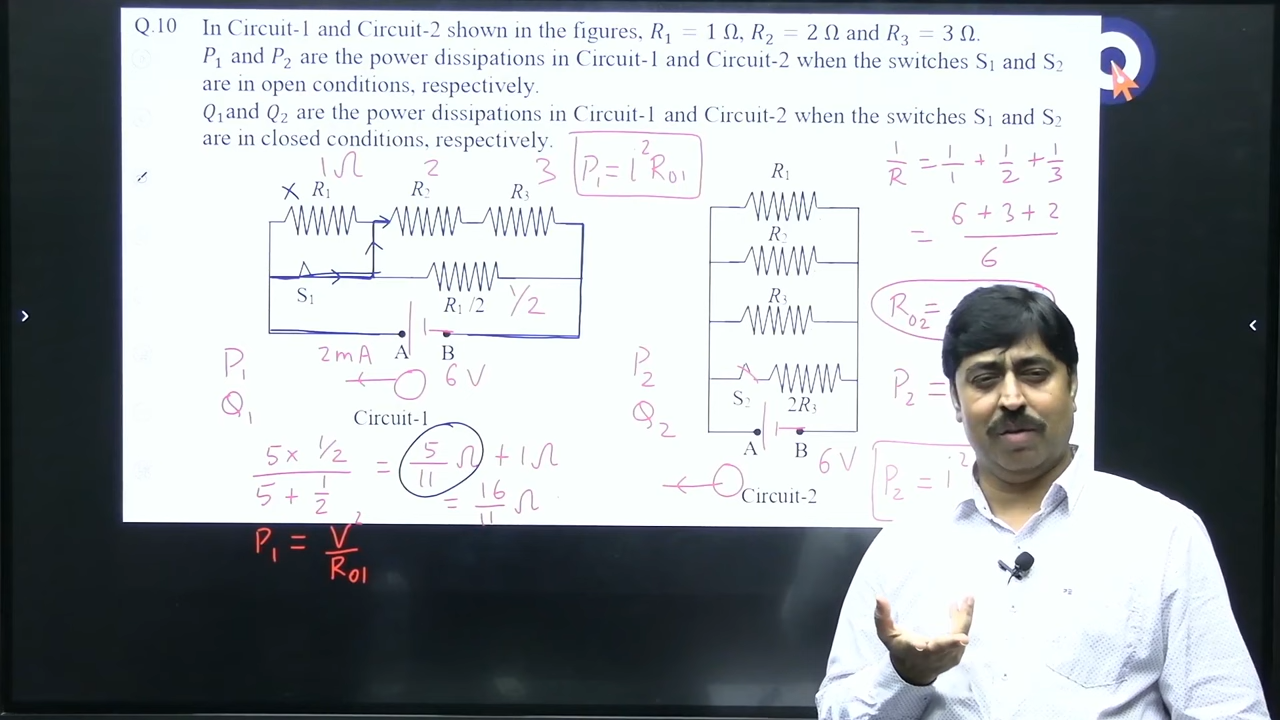 Q.10 In Circuit-1 and Circuit-2 shown in the figures, R₁ = 1 Ω, R₂ = 2 Ω and R₃ = 3 Ω.
P₁ and P₂ are the power dissipations in Circuit-1 and Circuit-2 when the switches S₁ and S₂
are in open conditions, respectively.
Q₁and Q₂ are the power dissipations in Circuit-1 and Circuit-2 when the switches S₁ and S₂
are in closed conditions, respectively.
1Ω 2 3
P₁ = i²R₀₁
R₁ R₂ R₃
S₁
R₁/2 1/2
2mA A B
6V
P₁
Q₁
Circuit-1
5 × 1/2 / 5 + 1/2 = 5/11 Ω + 1Ω
= 16/11 Ω
P₁ = V²/R₀₁
R₁
R₂
R₃
S₂ 2R₃
A B 6V
P₂
Q₂
Circuit-2
1/R = 1/1 + 1/2 + 1/3
= 6 + 3 + 2 / 6
R₀₂ =
P₂ =
P₂ = i²